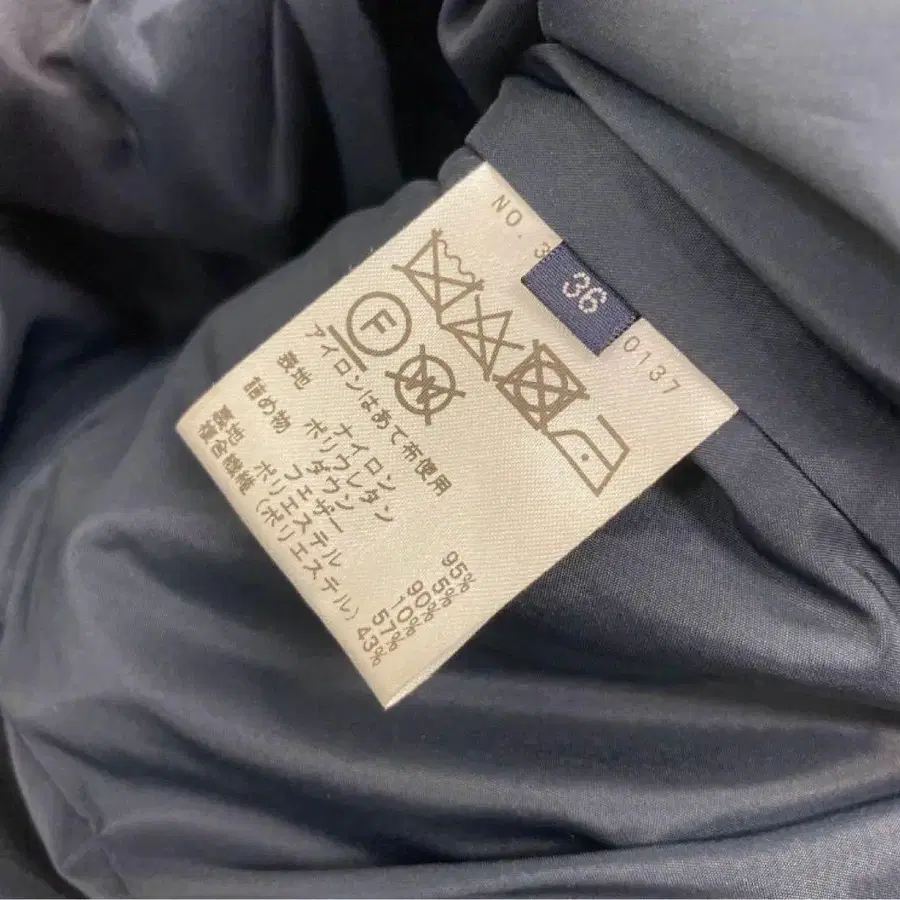 NO. 3
36
0137
F
W
アイロンはあて布使用
表地 ナイロン 95%
ポリウレタン 5%
詰め物 ダウン 90%
フェザー 10%
裏地 ポリエステル 57%
複合繊維(ポリエステル) 43%